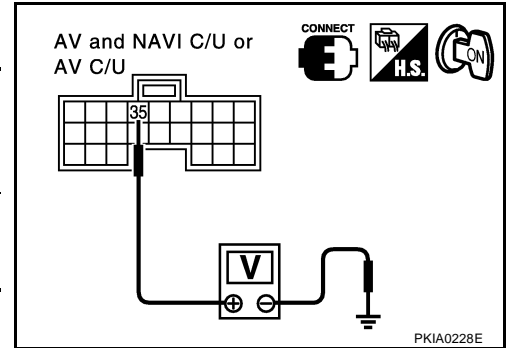 AV and NAVI C/U or
AV C/U
CONNECT
H.S.
ON
35
V
+ -
PKIA0228E